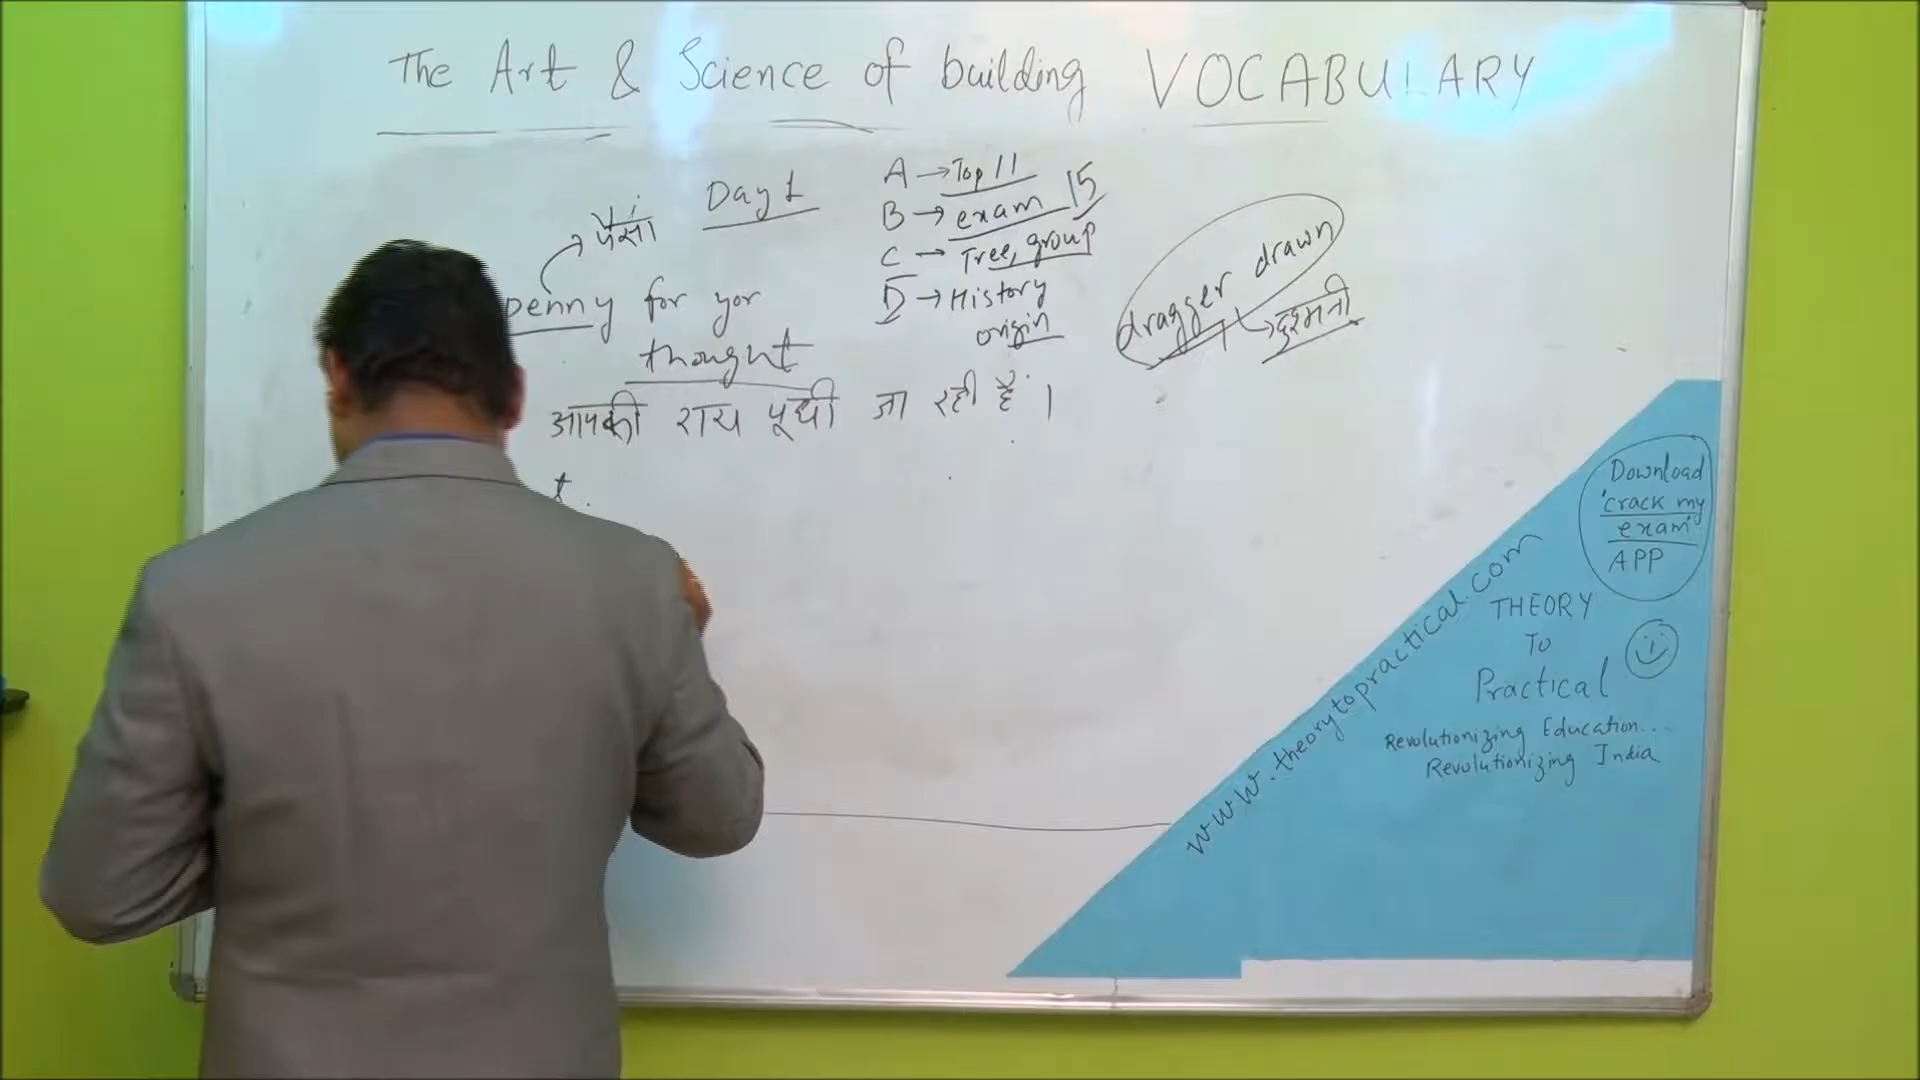 The Art & Science of building VOCABULARY
Day 1
पैसा
penny for yor
thought
आपकी राय पूछी जा रही है ।
t
A → Top 11
B → exam 15
C → Tree, group
D → History
origin
dragger drawn
→ दुश्मनी
Download
'crack my
exam'
APP
www.theorytopractical.com
THEORY
To
Practical
Revolutionizing Education...
Revolutionizing India